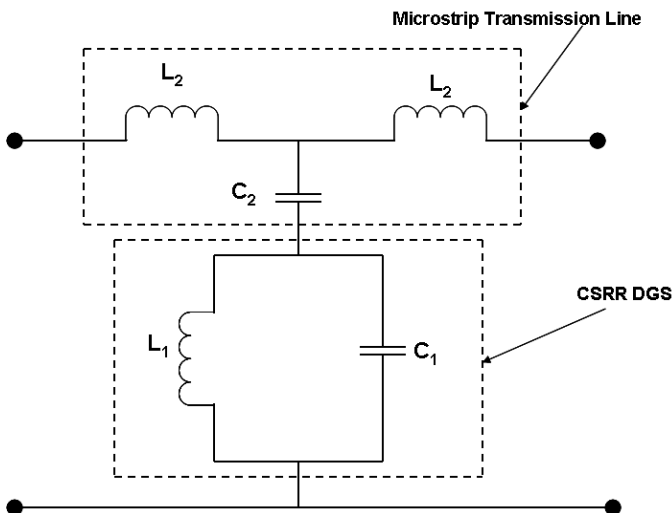 Microstrip Transmission Line
L₂
L₂
C₂
CSRR DGS
L₁
C₁